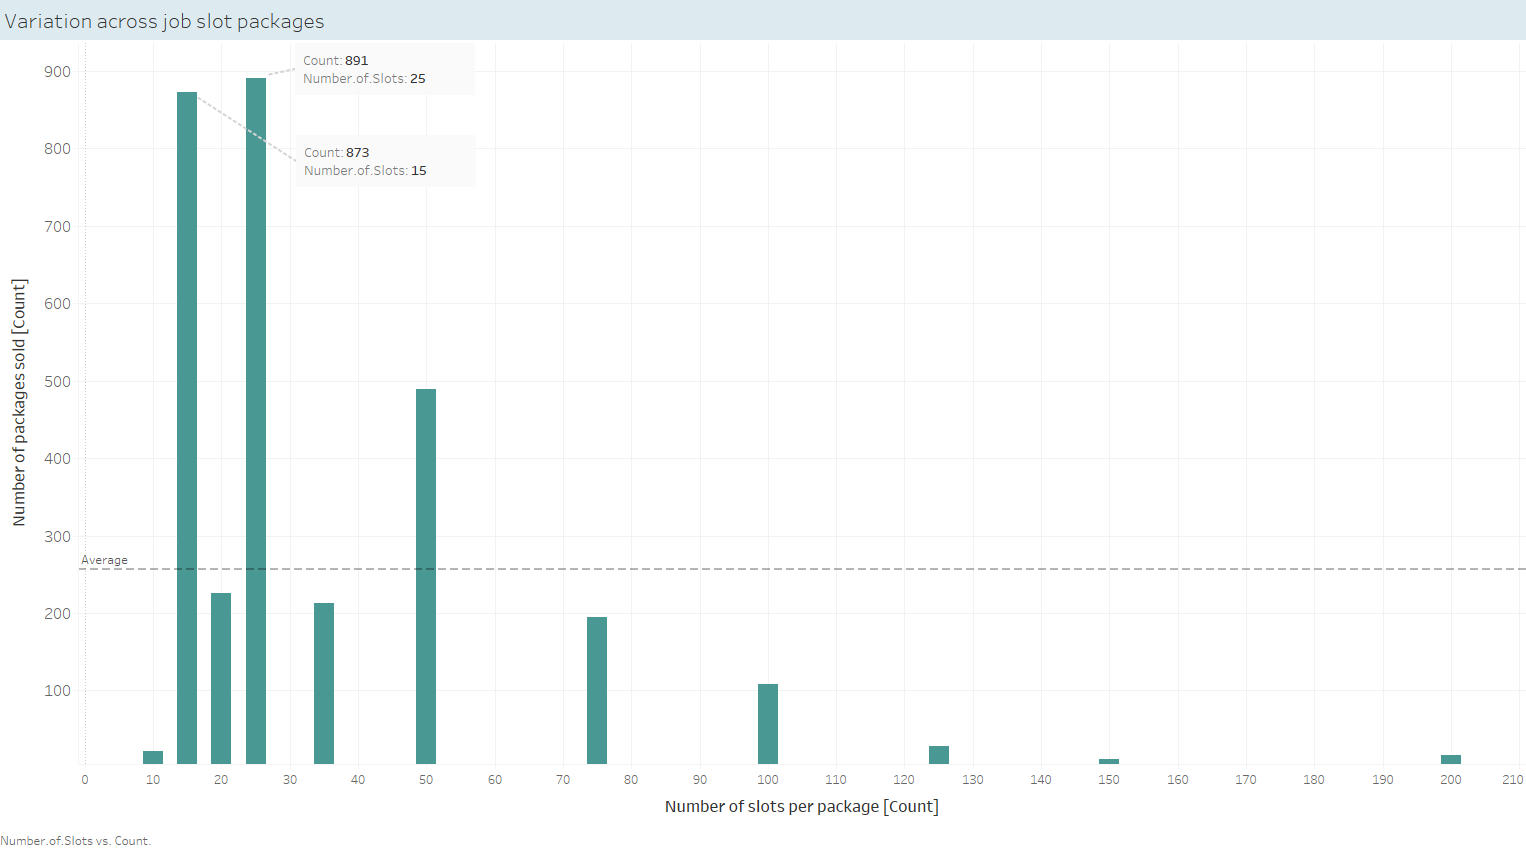 Variation across job slot packages
Count: 891
Number.of.Slots: 25
Count: 873
Number.of.Slots: 15
900
800
700
600
500
400
300
200
100
Number of packages sold [Count]
Average
0 10 20 30 40 50 60 70 80 90 100 110 120 130 140 150 160 170 180 190 200 210
Number of slots per package [Count]
Number.of.Slots vs. Count.